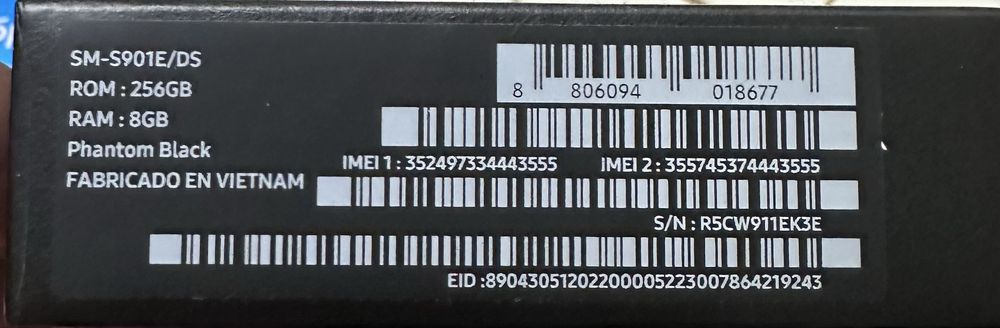 SM-S901E/DS
ROM : 256GB
RAM : 8GB
Phantom Black
FABRICADO EN VIETNAM
8 806094 018677
IMEI 1 : 352497334443555 IMEI 2 : 355745374443555
S/N : R5CW911EK3E
EID :89043051202200005223007864219243